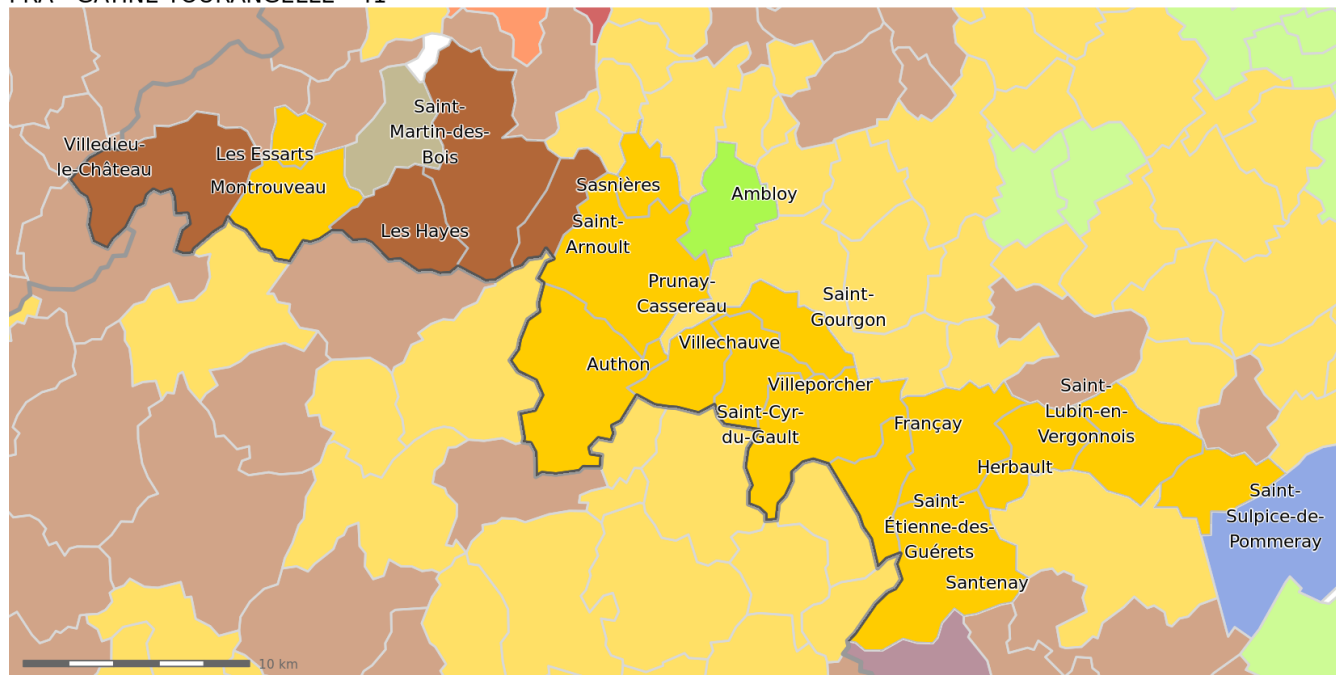 Saint-
Martin-des-
Bois
Villedieu-
le-Château
Les Essarts
Montrouveau
Les Hayes
Sasnières
Ambloy
Saint-
Arnoult
Prunay-
Cassereau
Saint-
Gourgon
Villechauve
Authon
Villeporcher
Saint-Cyr-
du-Gault
Saint-
Lubin-en-
Vergonnois
Françay
Herbault
Saint-
Étienne-des-
Guérets
Saint-
Sulpice-de-
Pommeray
Santenay
10 km